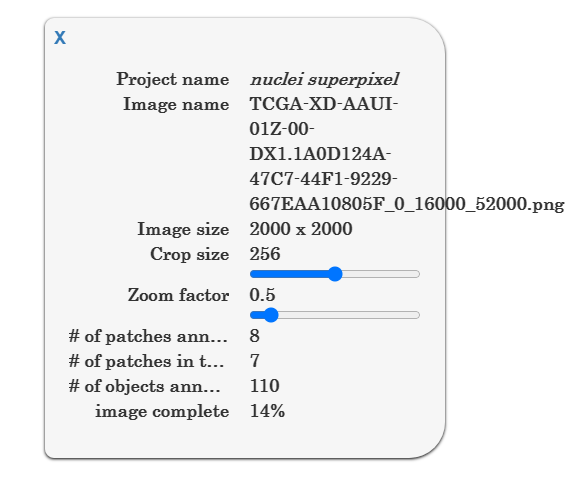 X
Project name nuclei superpixel
Image name TCGA-XD-AAUI-
01Z-00-
DX1.1A0D124A-
47C7-44F1-9229-
667EAA10805F_0_16000_52000.png
Image size 2000 x 2000
Crop size 256
Zoom factor 0.5
# of patches ann... 8
# of patches in t... 7
# of objects ann... 110
image complete 14%